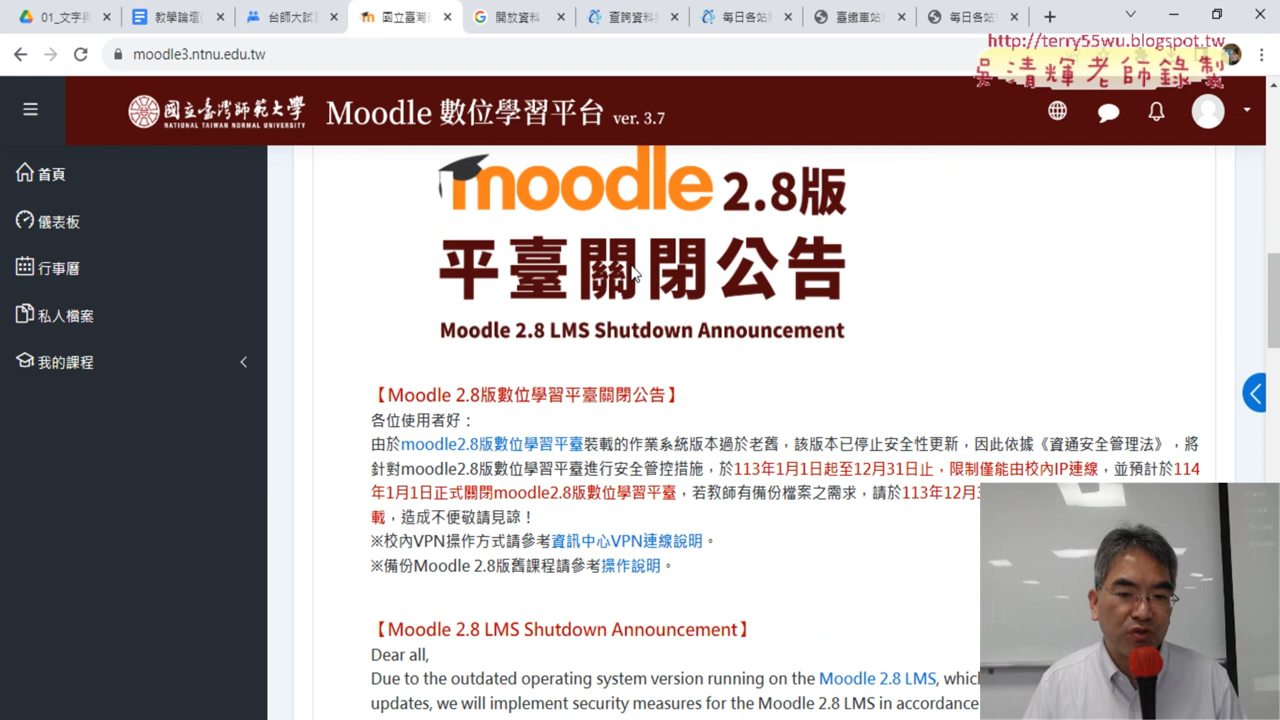 01_文字與
教學論壇(
台師大試
國立臺灣
開放資料
查詢資料
每日各站
臺鐵車站
每日各站
moodle3.ntnu.edu.tw
http://terry55wu.blogspot.tw
吳清輝老師錄製
國立臺灣師範大學
NATIONAL TAIWAN NORMAL UNIVERSITY
Moodle 數位學習平台 ver. 3.7
首頁
儀表板
行事曆
私人檔案
我的課程
moodle 2.8版
平臺關閉公告
Moodle 2.8 LMS Shutdown Announcement
【Moodle 2.8版數位學習平臺關閉公告】
各位使用者好：
由於moodle2.8版數位學習平臺裝載的作業系統版本過於老舊，該版本已停止安全性更新，因此依據《資通安全管理法》，將
針對moodle2.8版數位學習平臺進行安全管控措施，於113年1月1日起至12月31日止，限制僅能由校內IP連線，並預計於114
年1月1日正式關閉moodle2.8版數位學習平臺，若教師有備份檔案之需求，請於113年12月3
載，造成不便敬請見諒！
※校內VPN操作方式請參考資訊中心VPN連線說明。
※備份Moodle 2.8版舊課程請參考操作說明。
【Moodle 2.8 LMS Shutdown Announcement】
Dear all,
Due to the outdated operating system version running on the Moodle 2.8 LMS, whic
updates, we will implement security measures for the Moodle 2.8 LMS in accordance